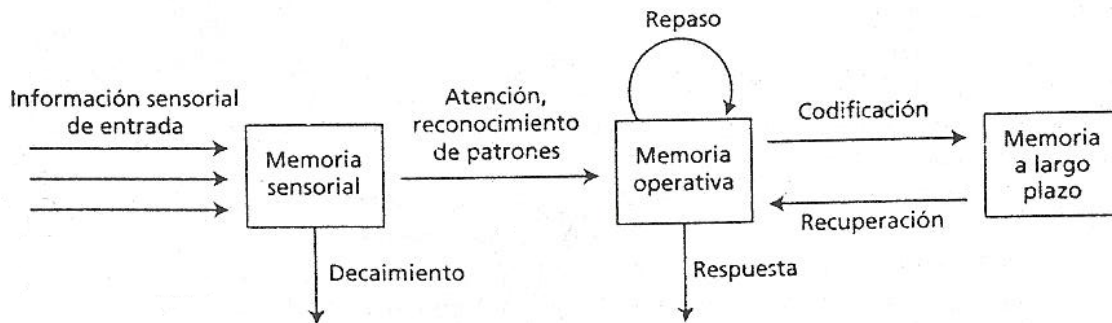 Repaso
Información sensorial
de entrada
Atención,
reconocimiento
de patrones
Codificación
Memoria
sensorial
Memoria
operativa
Memoria
a largo
plazo
Recuperación
Decaimiento
Respuesta